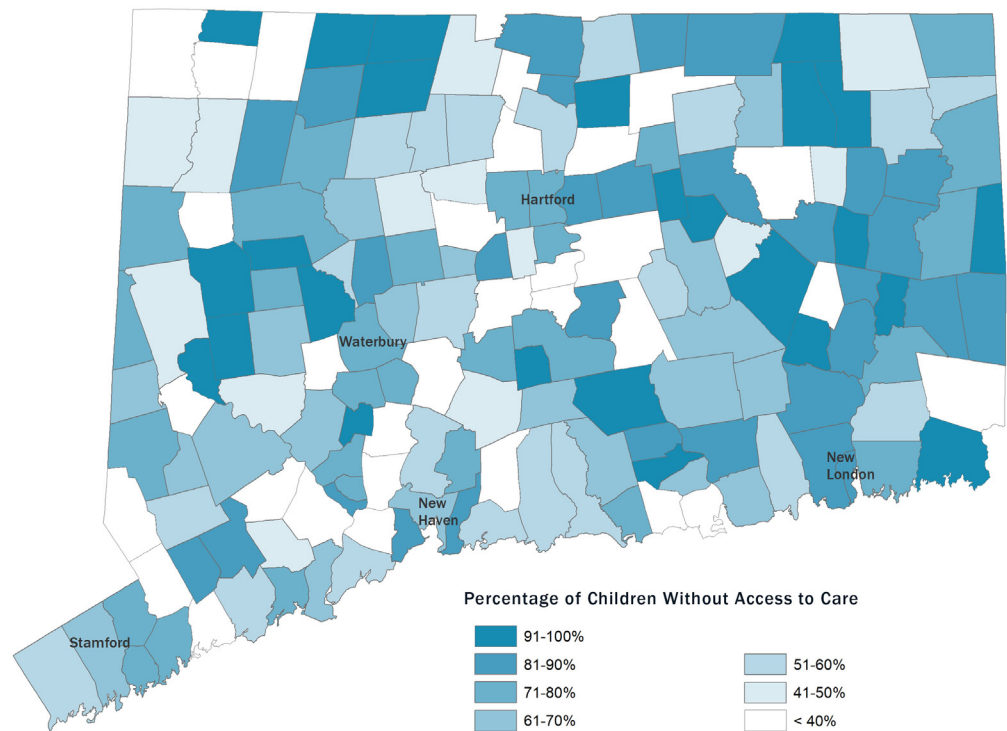 Hartford
Waterbury
New
London
New
Haven
Stamford
Percentage of Children Without Access to Care
91-100%
81-90%
71-80%
61-70%
51-60%
41-50%
< 40%